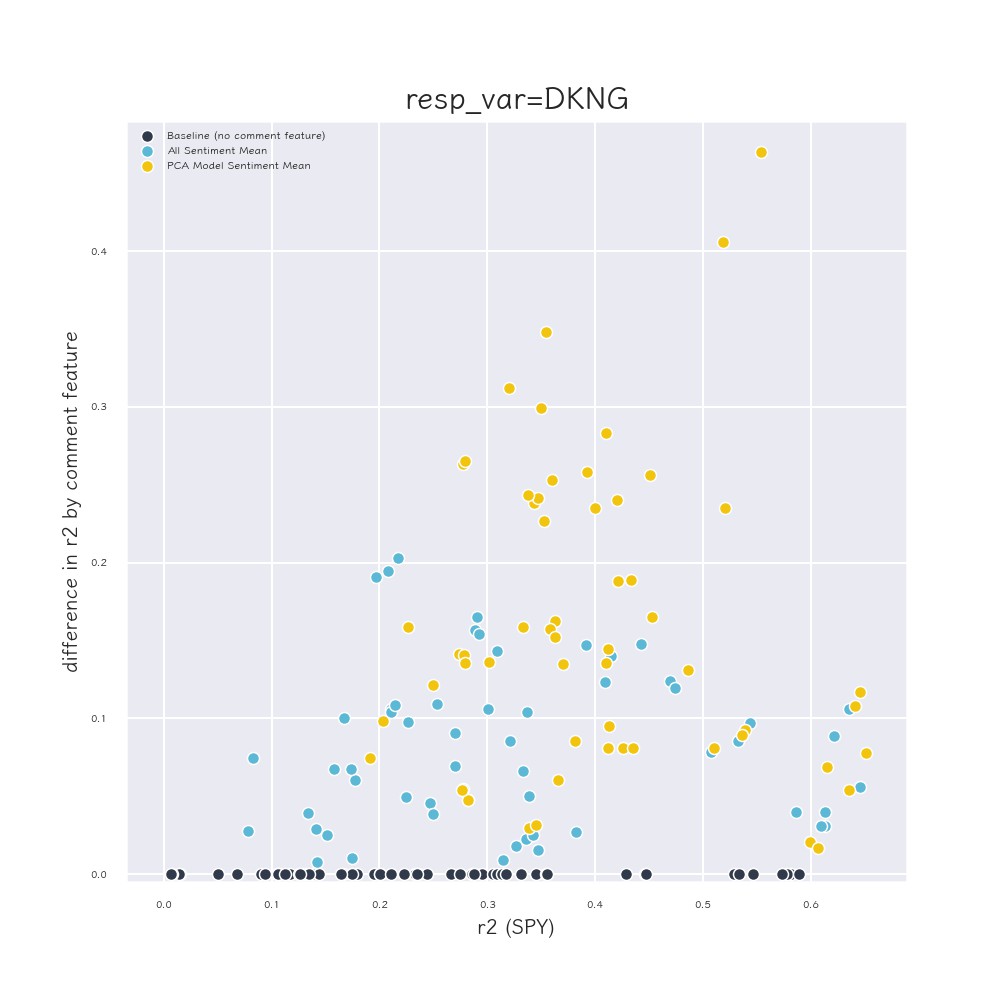 resp_var=DKNG
Baseline (no comment feature)
All Sentiment Mean
PCA Model Sentiment Mean
difference in r2 by comment feature
0.4
0.3
0.2
0.1
0.0
0.0 0.1 0.2 0.3 0.4 0.5 0.6
r2 (SPY)